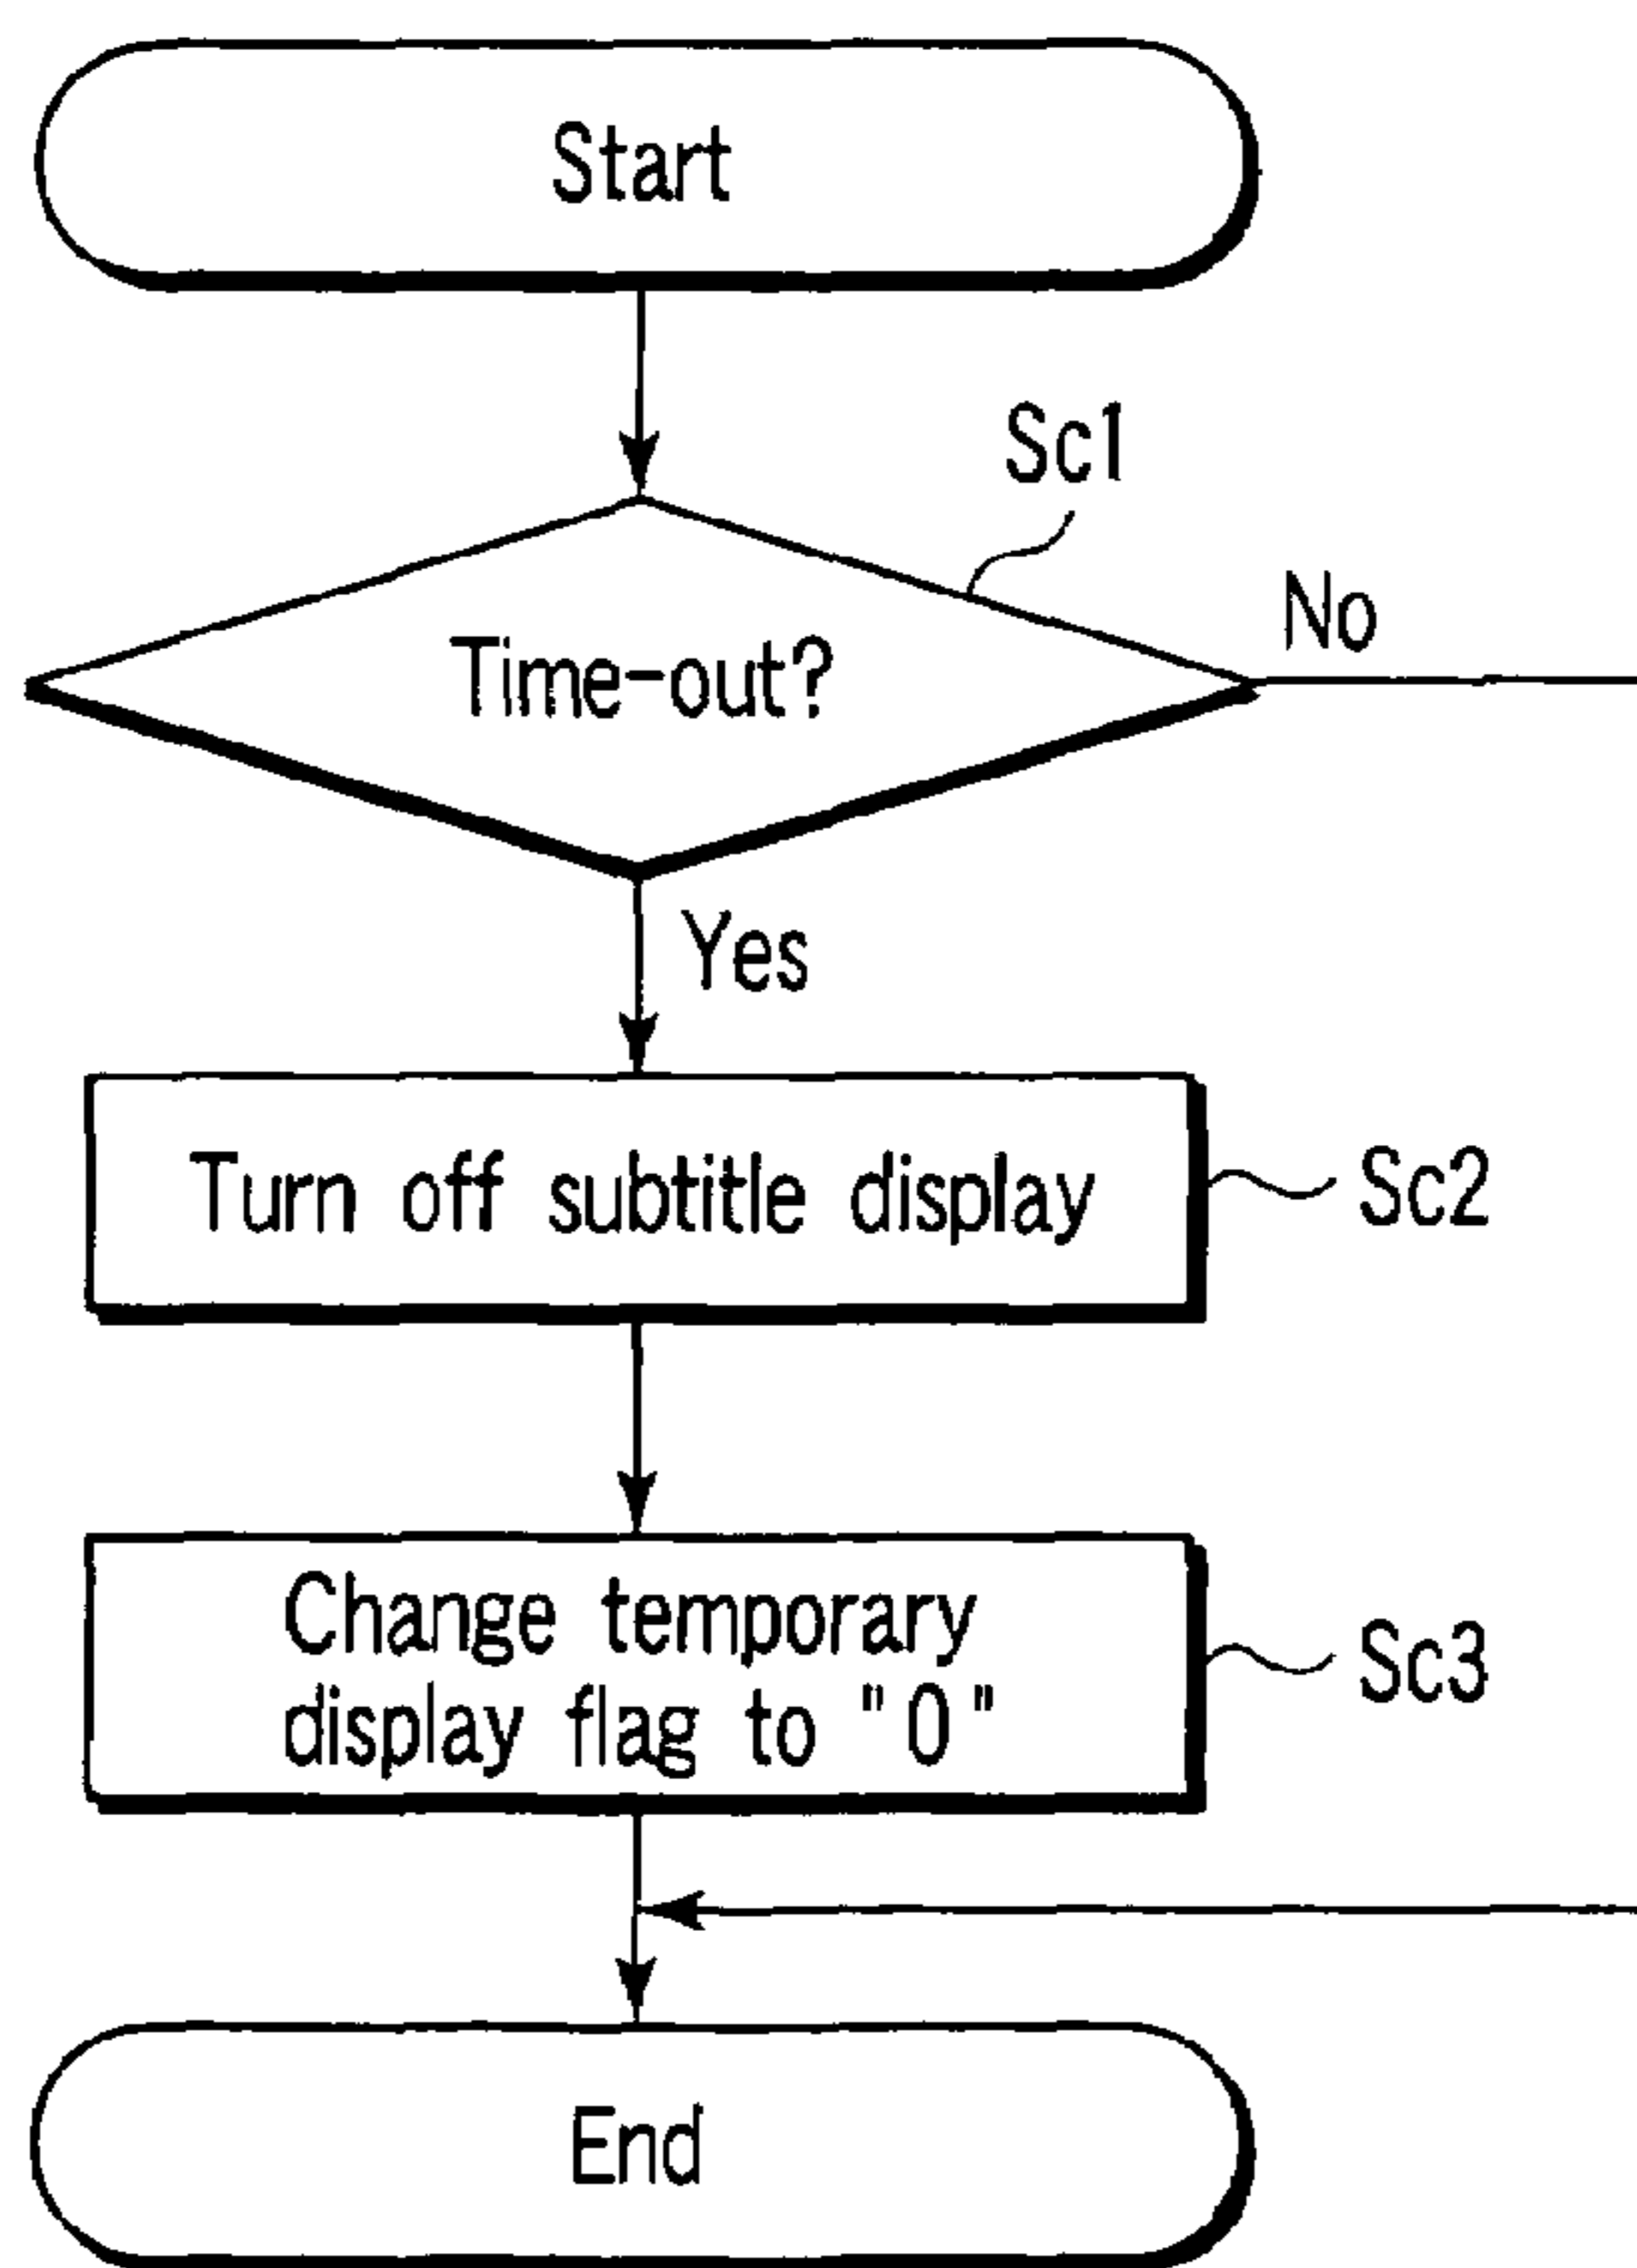 Start
Sc1
No
Time-out?
Yes
Turn off subtitle display
Sc2
Change temporary
display flag to "0"
Sc3
End